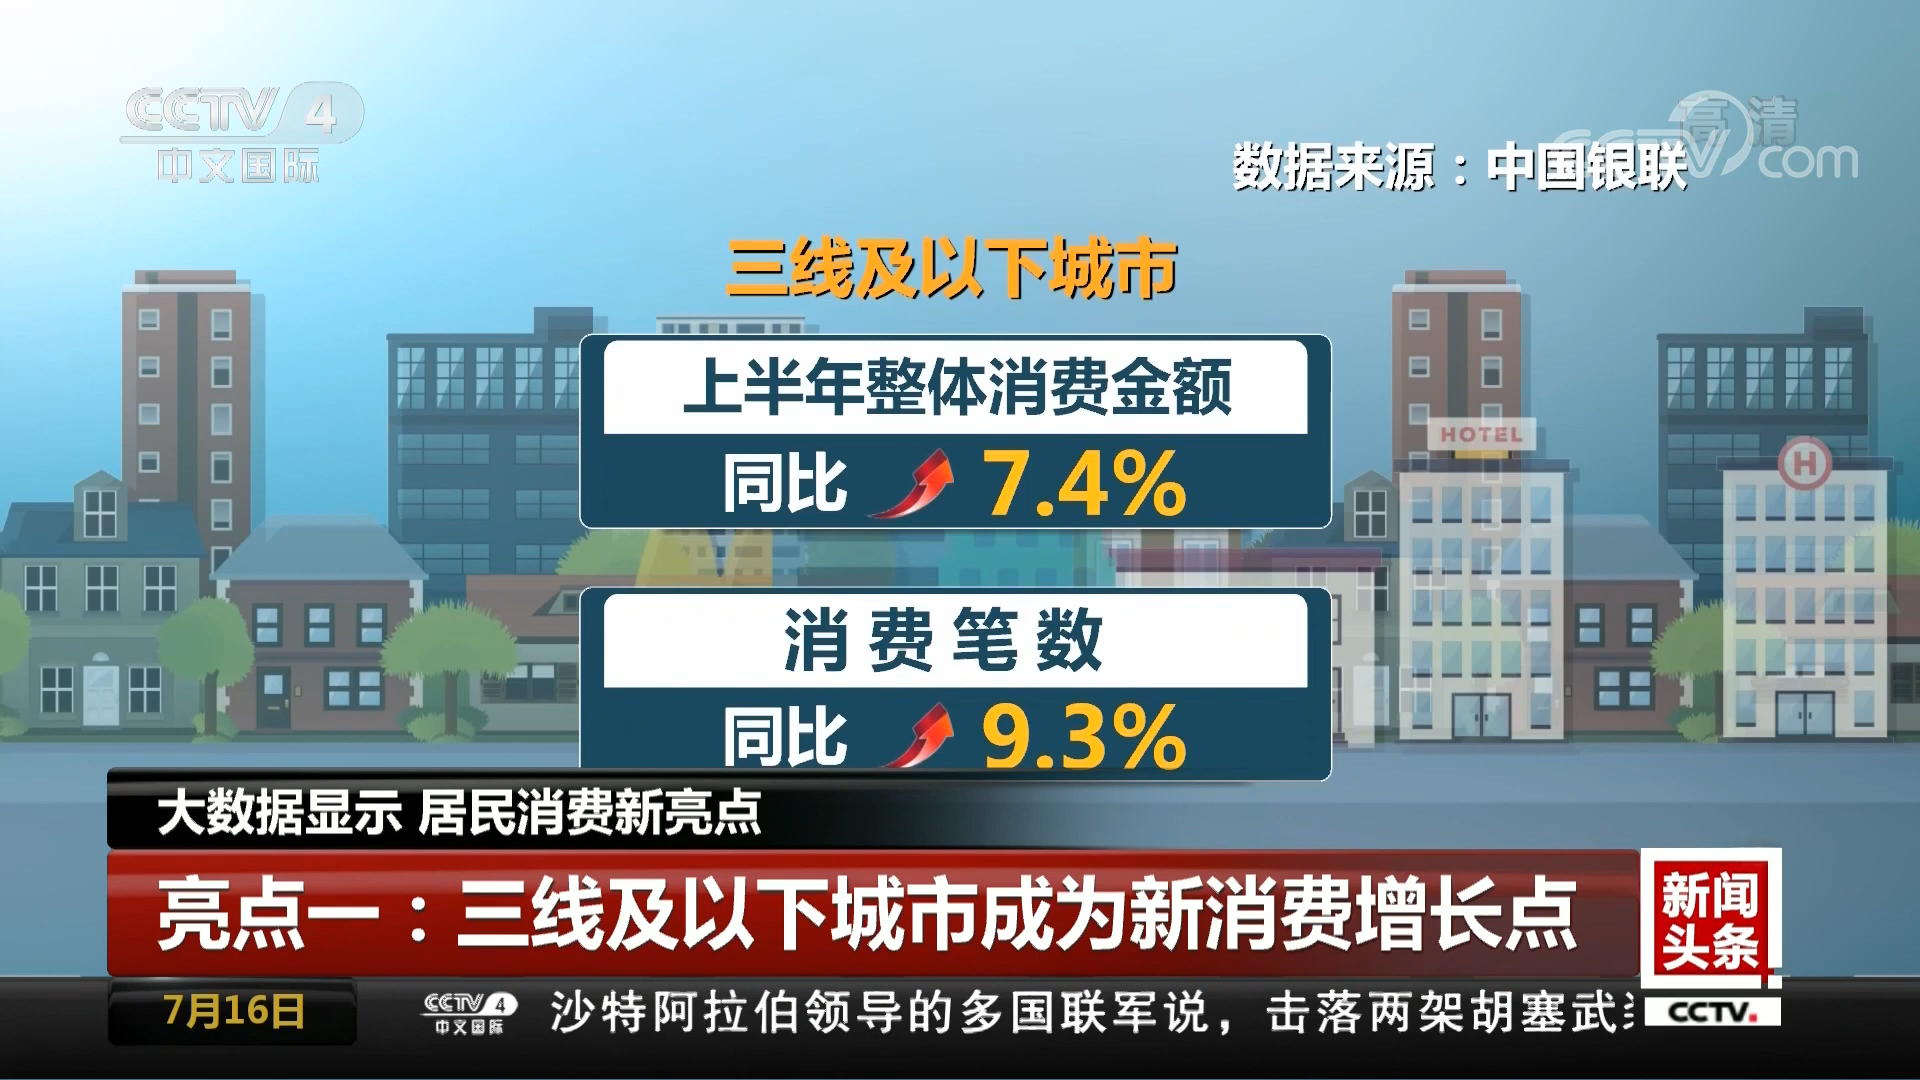 CCTV 4
中文国际
高清
CCTV.com
数据来源：中国银联
三线及以下城市
上半年整体消费金额
同比 7.4%
HOTEL
H
消费笔数
同比 9.3%
大数据显示 居民消费新亮点
亮点一：三线及以下城市成为新消费增长点
新闻
头条
CCTV.
7月16日
CCTV 4
中文国际
沙特阿拉伯领导的多国联军说，击落两架胡塞武